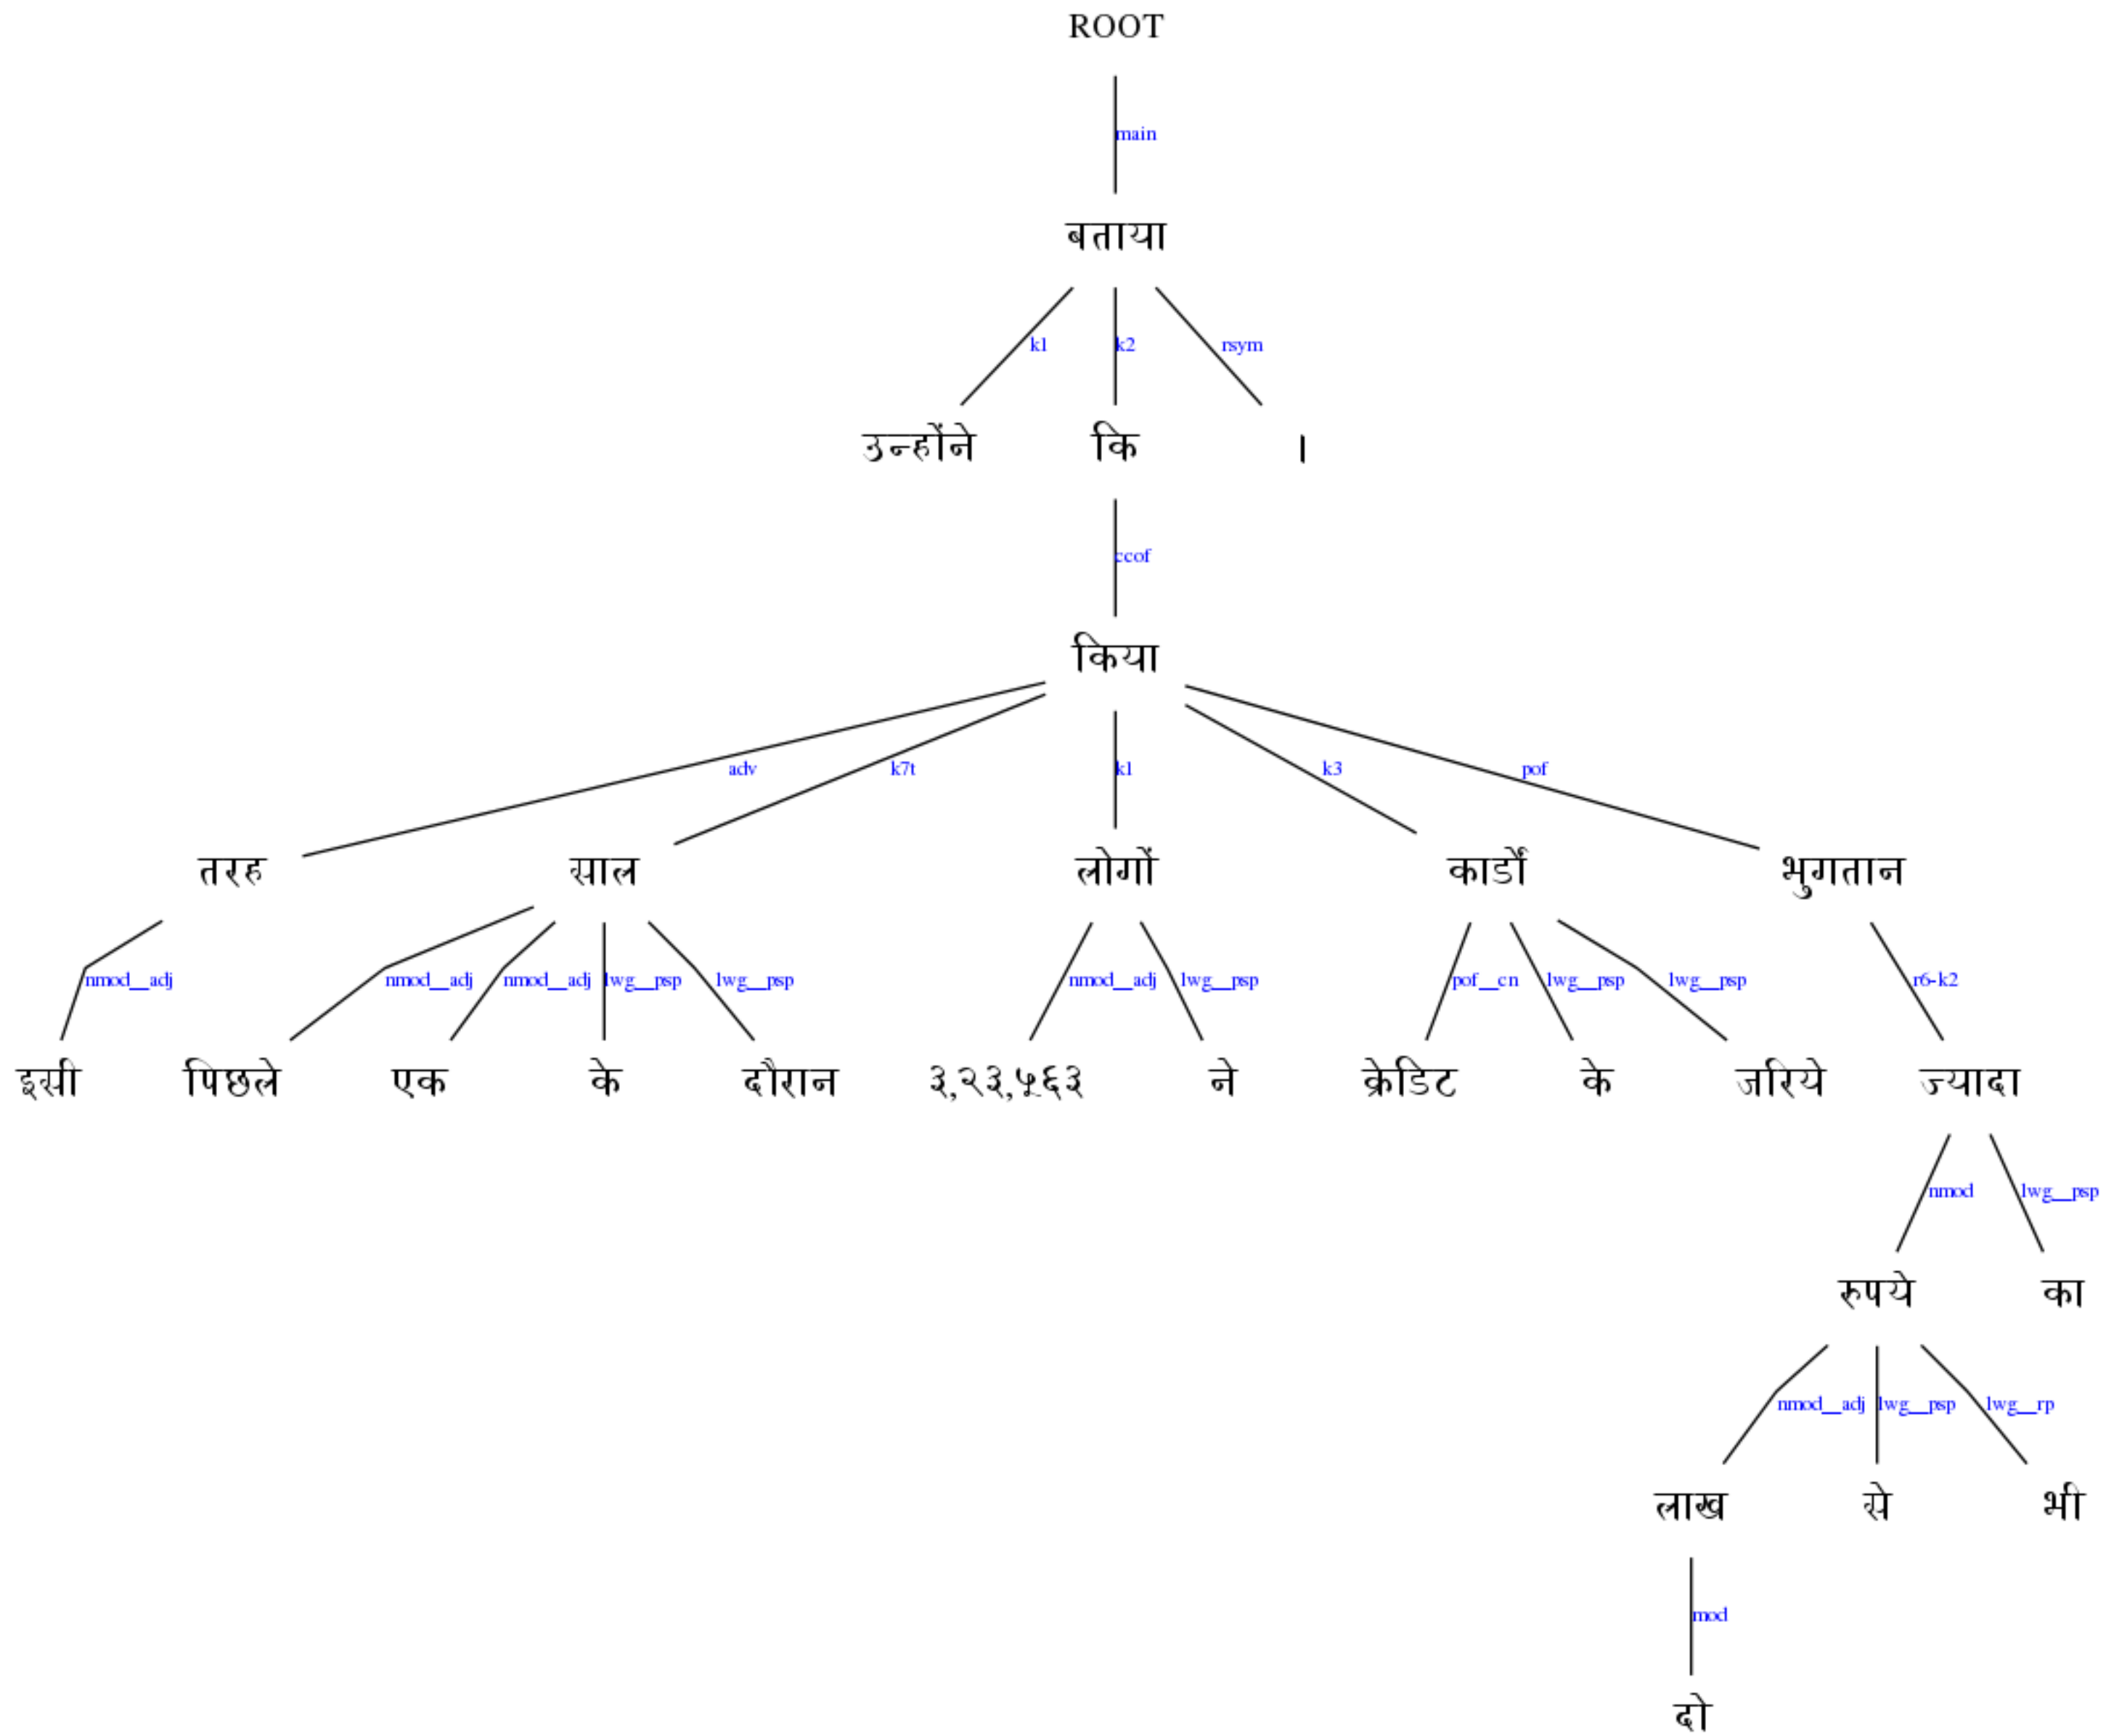 ROOT
main
बताया
k1 k2 rsym
उन्होंने कि ।
ccof
किया
adv k7t k1 k3 pof
तरह साल लोगों कार्डों भुगतान
nmod__adj nmod__adj nmod__adj lwg__psp lwg__psp nmod__adj lwg__psp pof__cn lwg__psp lwg__psp r6-k2
इसी पिछले एक के दौरान ३,२३,५६३ ने क्रेडिट के जरिये ज्यादा
nmod lwg__psp
रुपये का
nmod__adj lwg__psp lwg__rp
लाख से भी
mod
दो